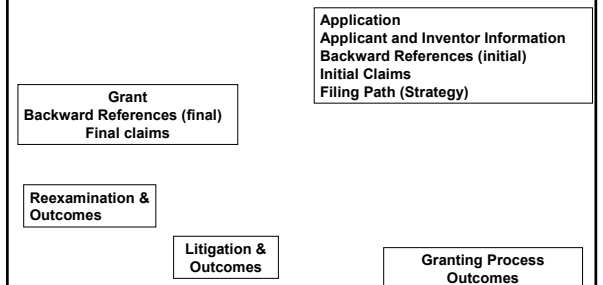 Application
Applicant and Inventor Information
Backward References (initial)
Initial Claims
Filing Path (Strategy)
Grant
Backward References (final)
Final claims
Reexamination &
Outcomes
Litigation &
Outcomes
Granting Process
Outcomes